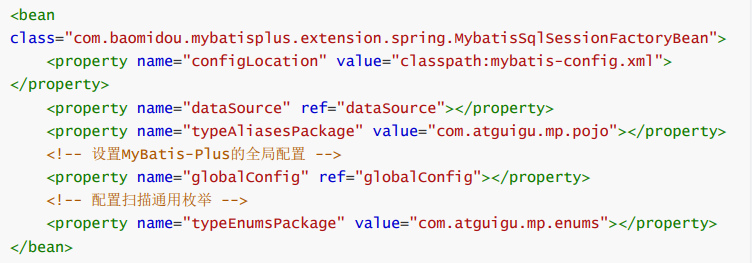 <bean
class="com.baomidou.mybatisplus.extension.spring.MybatisSqlSessionFactoryBean">
    <property name="configLocation" value="classpath:mybatis-config.xml">
</property>
    <property name="dataSource" ref="dataSource"></property>
    <property name="typeAliasesPackage" value="com.atguigu.mp.pojo"></property>
    <!-- 设置MyBatis-Plus的全局配置 -->
    <property name="globalConfig" ref="globalConfig"></property>
    <!-- 配置扫描通用枚举 -->
    <property name="typeEnumsPackage" value="com.atguigu.mp.enums"></property>
</bean>